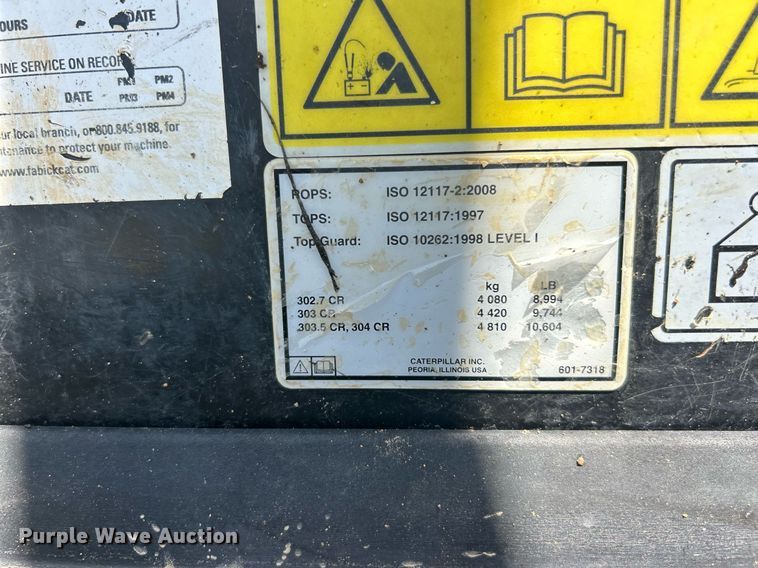 OURS DATE
INE SERVICE ON RECORD
PM1 PM2
DATE PM3 PM4
ur local branch, or 800.845.9188, for
ntenance to protect your machine.
www.fabickcat.com
ROPS: ISO 12117-2:2008
TOPS: ISO 12117:1997
Top Guard: ISO 10262:1998 LEVEL I
kg LB
302.7 CR 4 080 8,994
303 CR 4 420 9,744
303.5 CR, 304 CR 4 810 10,604
CATERPILLAR INC.
PEORIA, ILLINOIS USA
601-7318
Purple Wave Auction